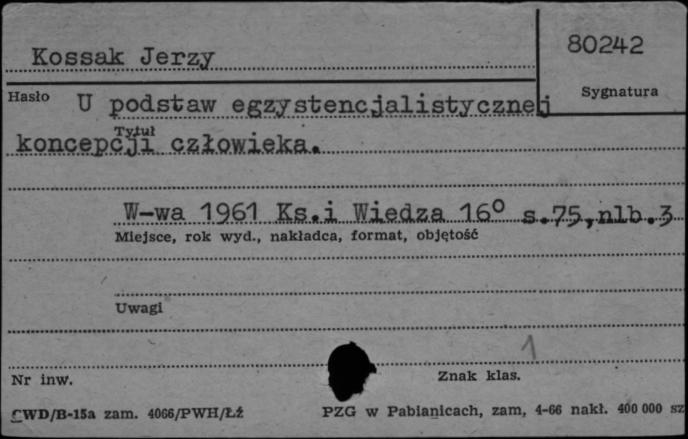 Kossak Jerzy
80242
Hasło
Sygnatura
U podstaw egzystencjalistycznej
Tytuł
koncepcji człowieka.
W-wa 1961 Ks.i Wiedza 16° s.75,nlb.3
Miejsce, rok wyd., nakładca, format, objętość
Uwagi
1
Nr inw.
Znak klas.
CWD/B-15a zam. 4066/PWH/Łź
PZG w Pabianicach, zam, 4-66 nakł. 400 000 sz